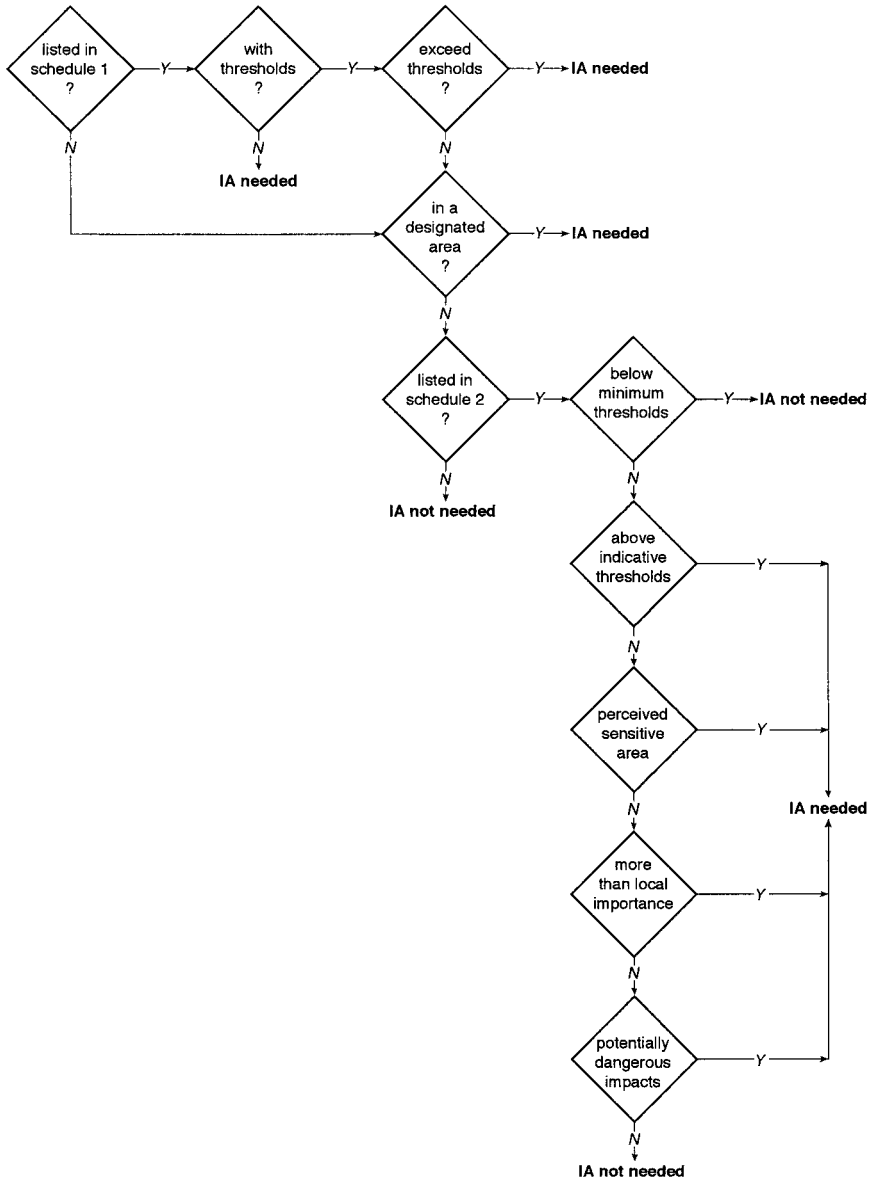 listed in
schedule 1
?
Y
with
thresholds
?
Y
exceed
thresholds
?
Y
IA needed
N
N
N
IA needed
in a
designated
area
?
Y
IA needed
N
listed in
schedule 2
?
Y
below
minimum
thresholds
Y
IA not needed
N
N
IA not needed
above
indicative
thresholds
Y
N
perceived
sensitive
area
Y
N
IA needed
more
than local
importance
Y
N
potentially
dangerous
impacts
Y
N
IA not needed